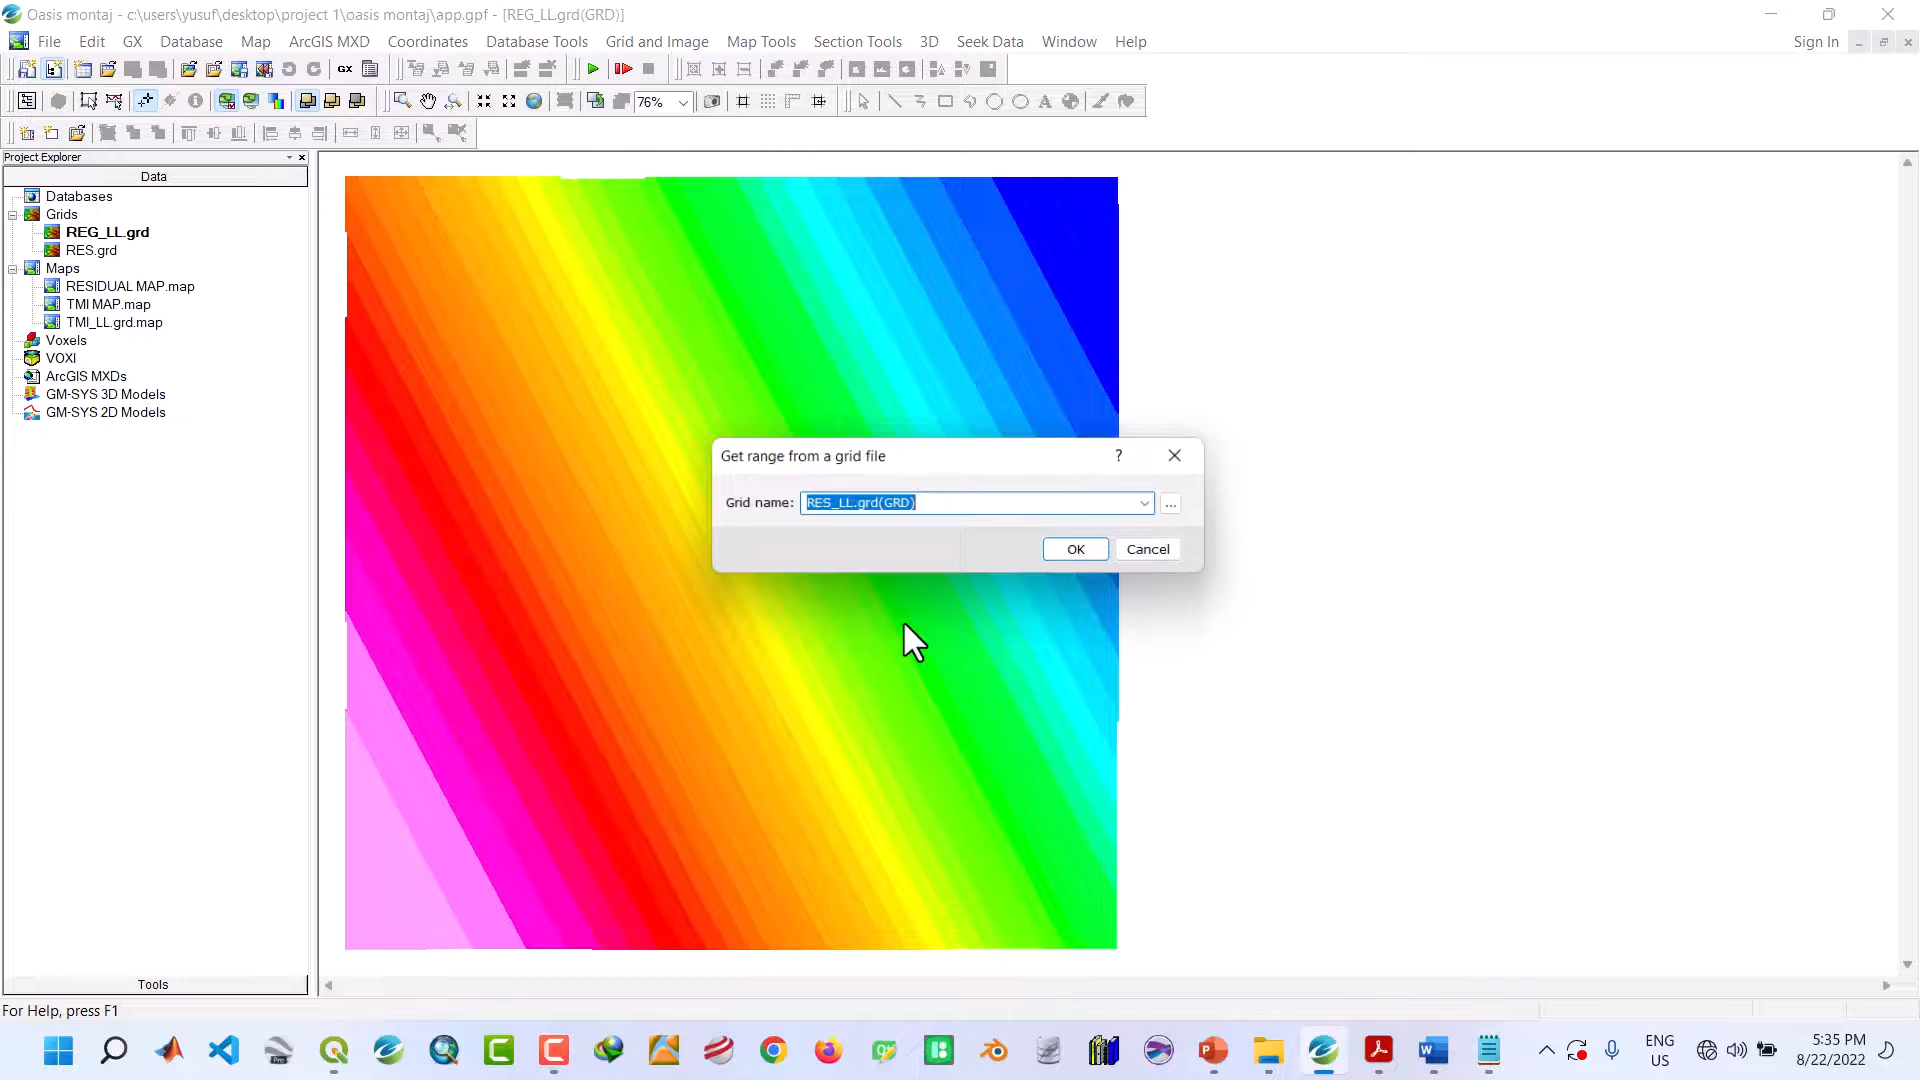 Oasis montaj - c:\users\yusuf\desktop\project 1\oasis montaj\app.gpf - [REG_LL.grd(GRD)]
File Edit GX Database Map ArcGIS MXD Coordinates Database Tools Grid and Image Map Tools Section Tools 3D Seek Data Window Help Sign In
GX
76%
Project Explorer
Data
Databases
Grids
REG_LL.grd
RES.grd
Maps
RESIDUAL MAP.map
TMI MAP.map
TMI_LL.grd.map
Voxels
VOXI
ArcGIS MXDs
GM-SYS 3D Models
GM-SYS 2D Models
Get range from a grid file ?
Grid name: RES_LL.grd(GRD) ...
OK Cancel
Tools
For Help, press F1
ENG
US
5:35 PM
8/22/2022